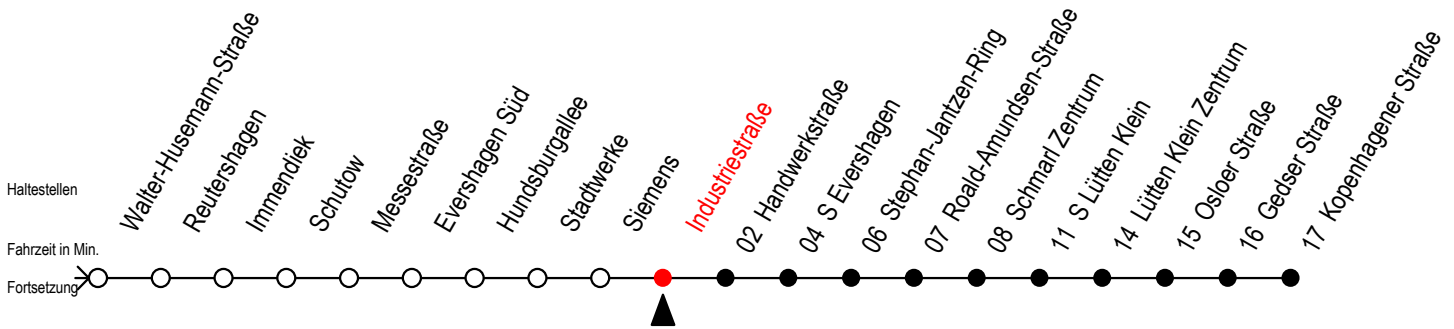 Haltestellen
Fahrzeit in Min.
Fortsetzung
Walter-Husemann-Straße
Reutershagen
Immendiek
Schutow
Messestraße
Evershagen Süd
Hundsburgallee
Stadtwerke
Siemens
Industriestraße
02 Handwerkstraße
04 S Evershagen
06 Stephan-Jantzen-Ring
07 Roald-Amundsen-Straße
08 Schmarl Zentrum
11 S Lütten Klein
14 Lütten Klein Zentrum
15 Osloer Straße
16 Gedser Straße
17 Kopenhagener Straße